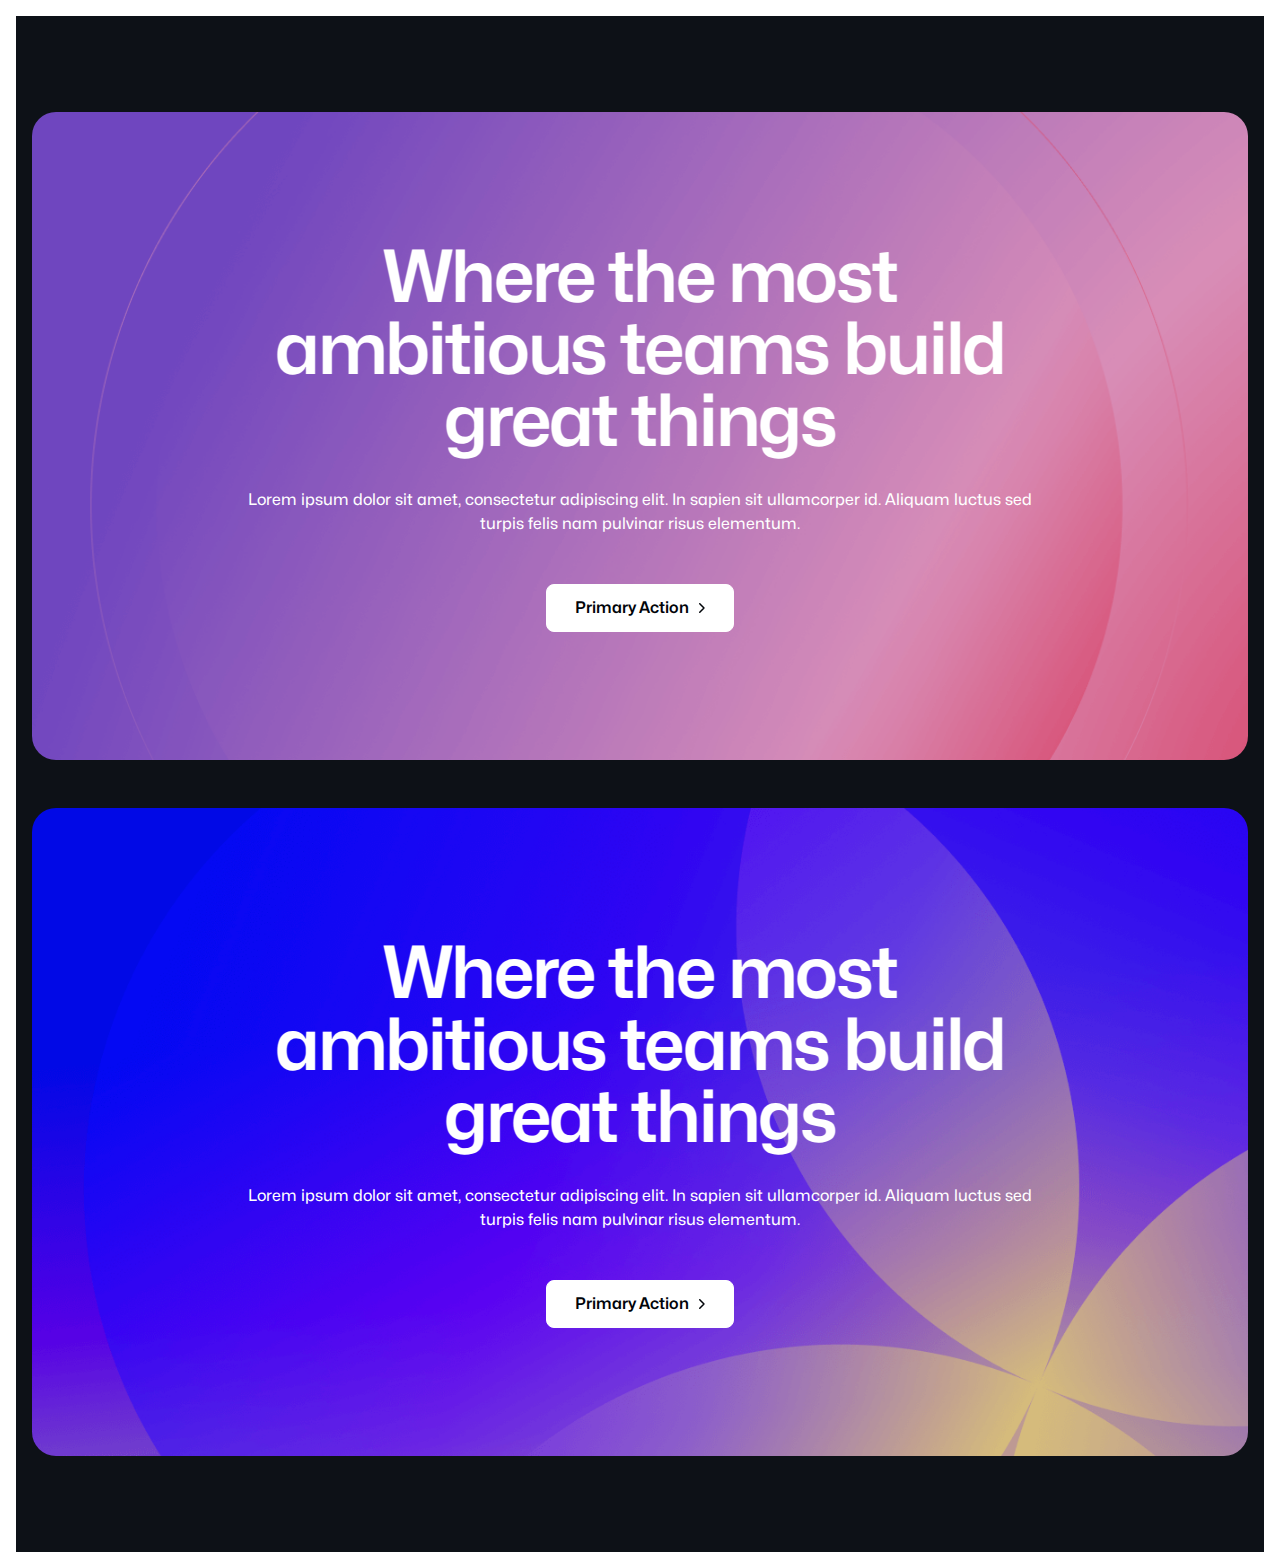 Where the most
ambitious teams build
great things
Lorem ipsum dolor sit amet, consectetur adipiscing elit. In sapien sit ullamcorper id. Aliquam luctus sed
turpis felis nam pulvinar risus elementum.
Primary Action
Where the most
ambitious teams build
great things
Lorem ipsum dolor sit amet, consectetur adipiscing elit. In sapien sit ullamcorper id. Aliquam luctus sed
turpis felis nam pulvinar risus elementum.
Primary Action